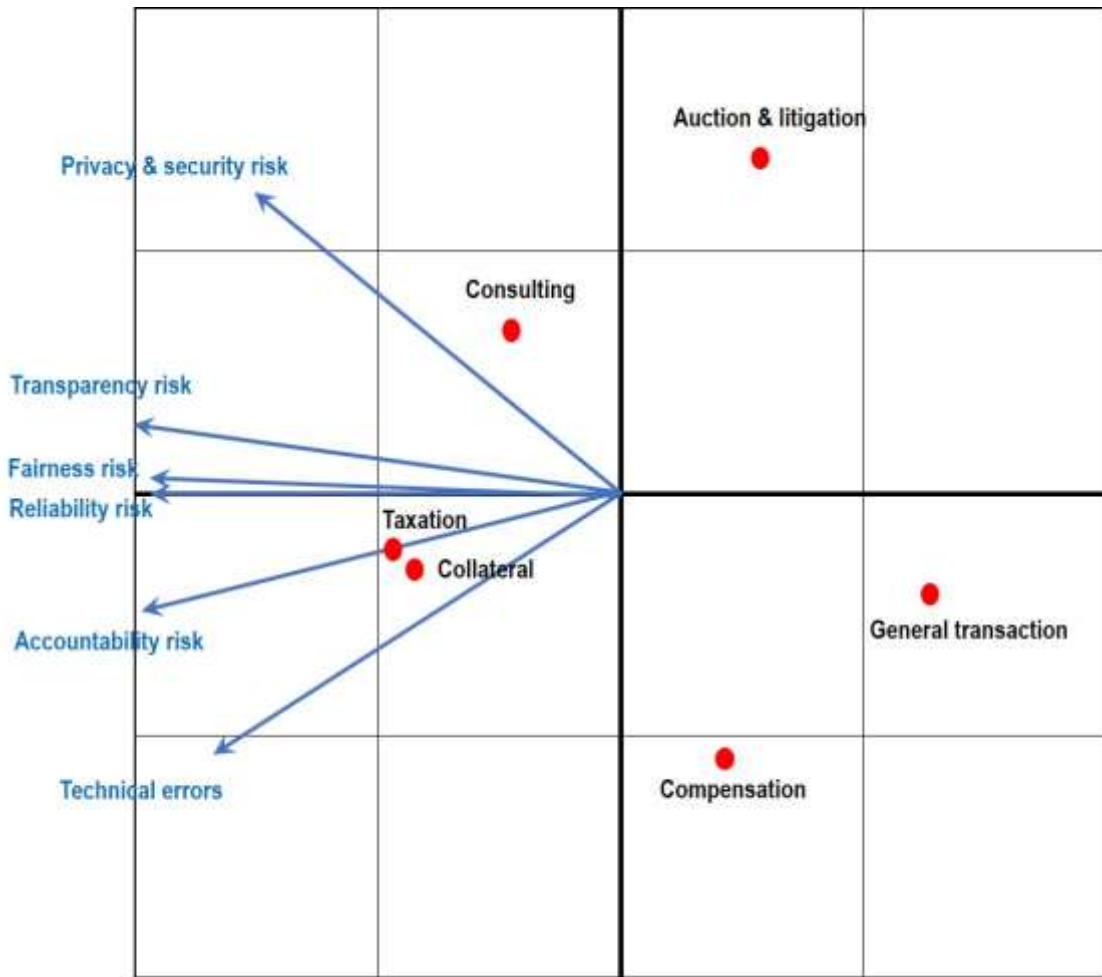 Auction & litigation
Privacy & security risk
Consulting
Transparency risk
Fairness risk
Reliability risk
Taxation
Collateral
General transaction
Accountability risk
Technical errors
Compensation